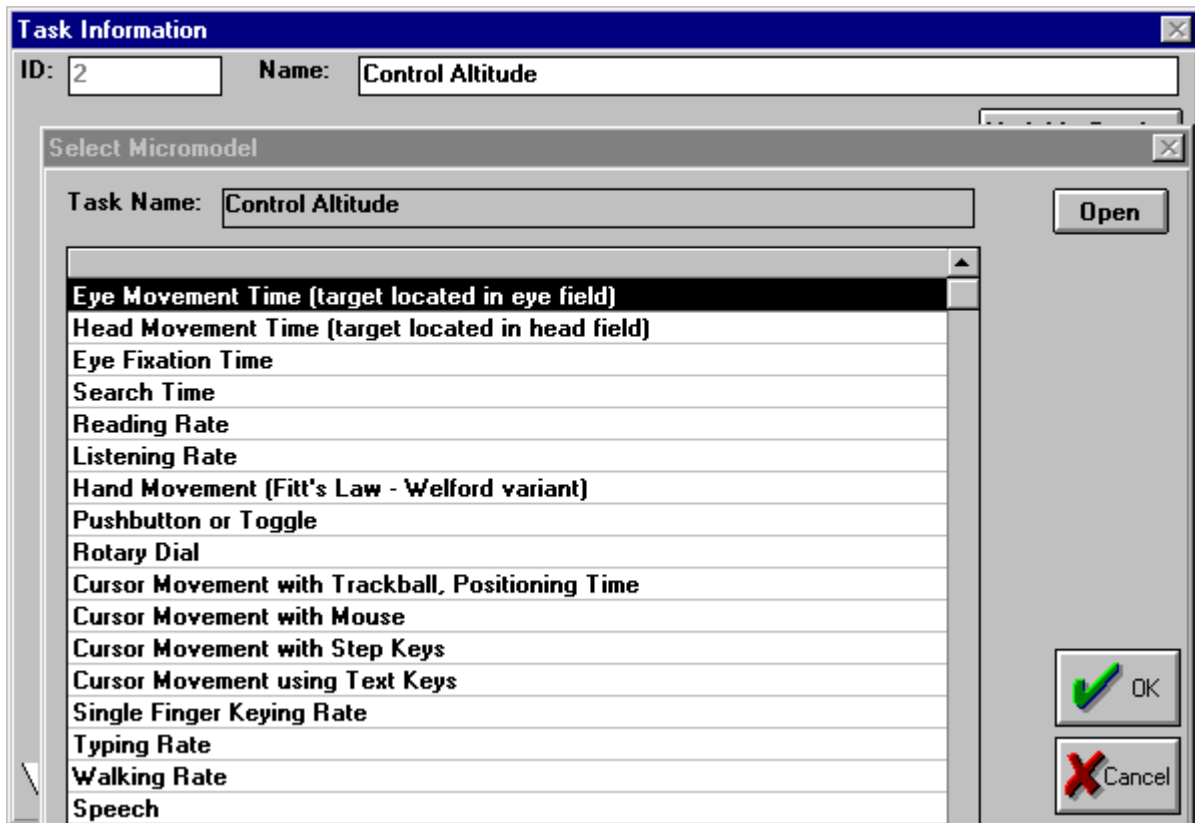 Task Information
ID: 2 Name: Control Altitude
Select Micromodel
Task Name: Control Altitude
Open
Eye Movement Time (target located in eye field)
Head Movement Time (target located in head field)
Eye Fixation Time
Search Time
Reading Rate
Listening Rate
Hand Movement (Fitt's Law - Welford variant)
Pushbutton or Toggle
Rotary Dial
Cursor Movement with Trackball, Positioning Time
Cursor Movement with Mouse
Cursor Movement with Step Keys
Cursor Movement using Text Keys
OK
Single Finger Keying Rate
Typing Rate
Walking Rate
Cancel
Speech